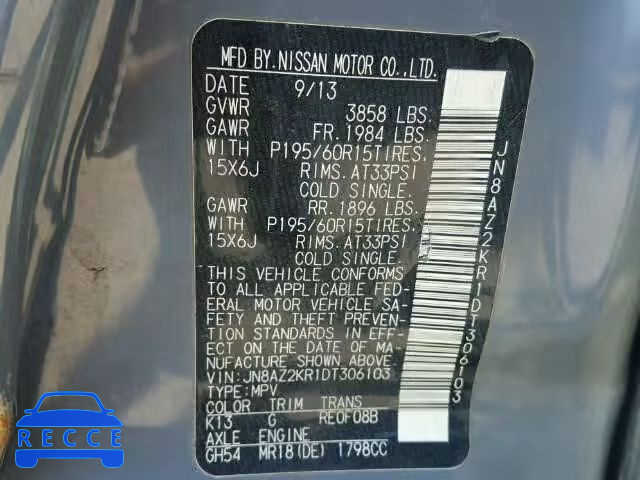 MFD BY.NISSAN MOTOR CO.,LTD.
DATE 9/13
GVWR 3858 LBS.
GAWR FR.1984 LBS.
WITH P195/60R15TIRES.
15X6J RIMS.AT33PSI
COLD SINGLE.
GAWR RR.1896 LBS.
WITH P195/60R15TIRES.
15X6J RIMS.AT33PSI
COLD SINGLE.
THIS VEHICLE CONFORMS
TO ALL APPLICABLE FED-
ERAL MOTOR VEHICLE SA-
FETY AND THEFT PREVEN-
TION STANDARDS IN EFF-
ECT ON THE DATE OF MA-
NUFACTURE SHOWN ABOVE.
VIN:JN8AZ2KR1DT306103
TYPE:MPV
COLOR TRIM TRANS
K13 G RE0F08B
AXLE ENGINE
GH54 MR18(DE) 1798CC
JN8AZ2KR1DT306103
RECCE